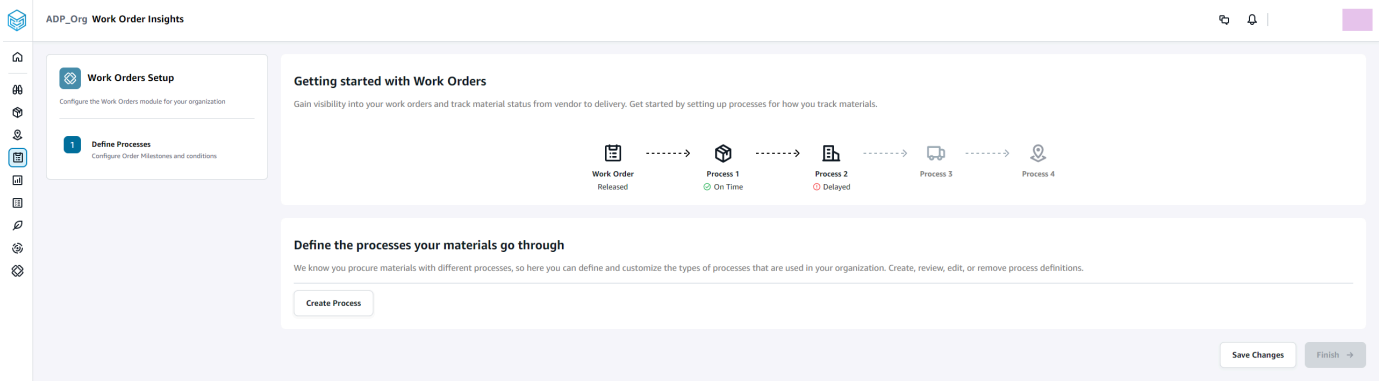 ADP_Org Work Order Insights
Work Orders Setup
Configure the Work Orders module for your organization
1 Define Processes
Configure Order Milestones and conditions
Getting started with Work Orders
Gain visibility into your work orders and track material status from vendor to delivery. Get started by setting up processes for how you track materials.
Work Order Process 1 Process 2 Process 3 Process 4
Released On Time Delayed
Define the processes your materials go through
We know you procure materials with different processes, so here you can define and customize the types of processes that are used in your organization. Create, review, edit, or remove process definitions.
Create Process
Save Changes Finish